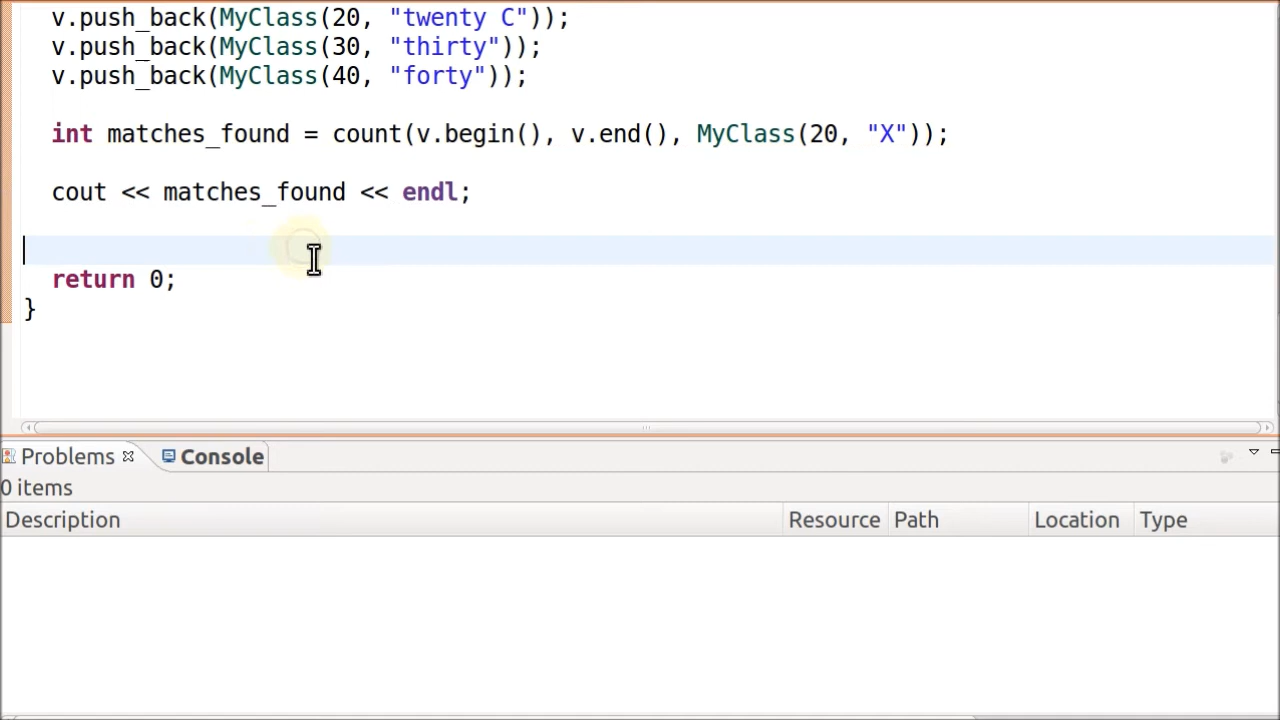 v.push_back(MyClass(20, "twenty C"));
v.push_back(MyClass(30, "thirty"));
v.push_back(MyClass(40, "forty"));
int matches_found = count(v.begin(), v.end(), MyClass(20, "X"));
cout << matches_found << endl;
return 0;
}
Problems Console
0 items
Description Resource Path Location Type